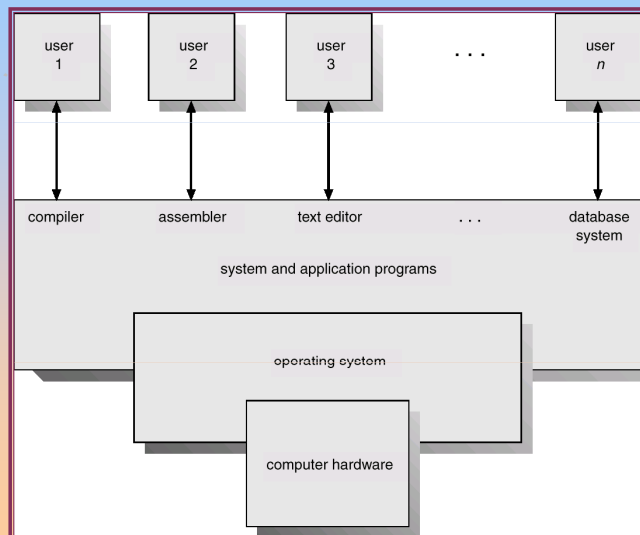 user
1
user
2
user
3
. . .
user
n
compiler
assembler
text editor
. . .
database
system
system and application programs
operating system
computer hardware